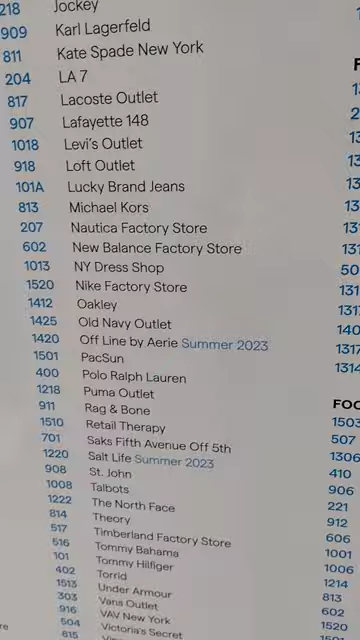 218 Jockey
909 Karl Lagerfeld
811 Kate Spade New York
204 LA 7
817 Lacoste Outlet
907 Lafayette 148
1018 Levi's Outlet
918 Loft Outlet
101A Lucky Brand Jeans
813 Michael Kors
207 Nautica Factory Store
602 New Balance Factory Store
1013 NY Dress Shop
1520 Nike Factory Store
1412 Oakley
1425 Old Navy Outlet
1420 Off Line by Aerie Summer 2023
1501 PacSun
400 Polo Ralph Lauren
1218 Puma Outlet
911 Rag & Bone
1510 Retail Therapy
701 Saks Fifth Avenue Off 5th
1220 Salt Life Summer 2023
908 St. John
1008 Talbots
1222 The North Face
814 Theory
517 Timberland Factory Store
516 Tommy Bahama
101 Tommy Hilfiger
402 Torrid
1513 Under Armour
303 Vans Outlet
916 VAV New York
504 Victoria's Secret
815
FOO
1503
507
1306
410
906
221
912
606
1001
1006
1214
813
602
1520